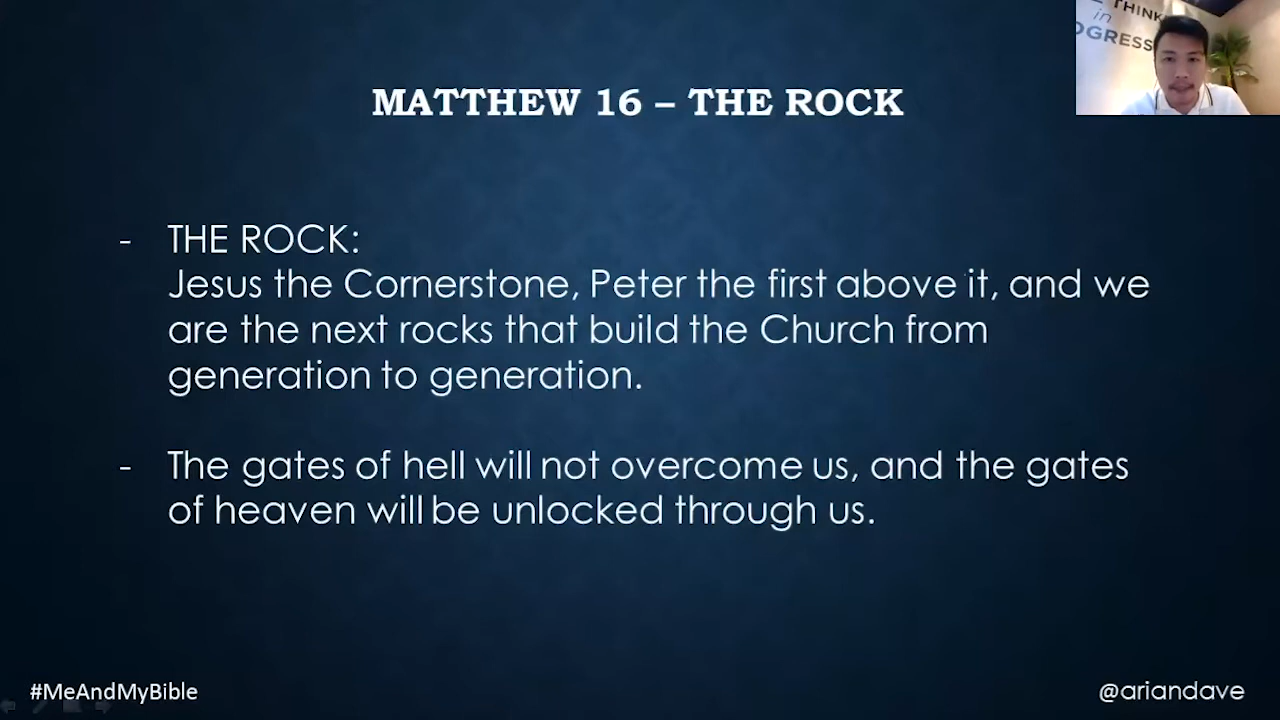 THINK
in
MATTHEW 16 – THE ROCK
- THE ROCK:
Jesus the Cornerstone, Peter the first above it, and we
are the next rocks that build the Church from
generation to generation.
- The gates of hell will not overcome us, and the gates
of heaven will be unlocked through us.
#MeAndMyBible
@ariandave